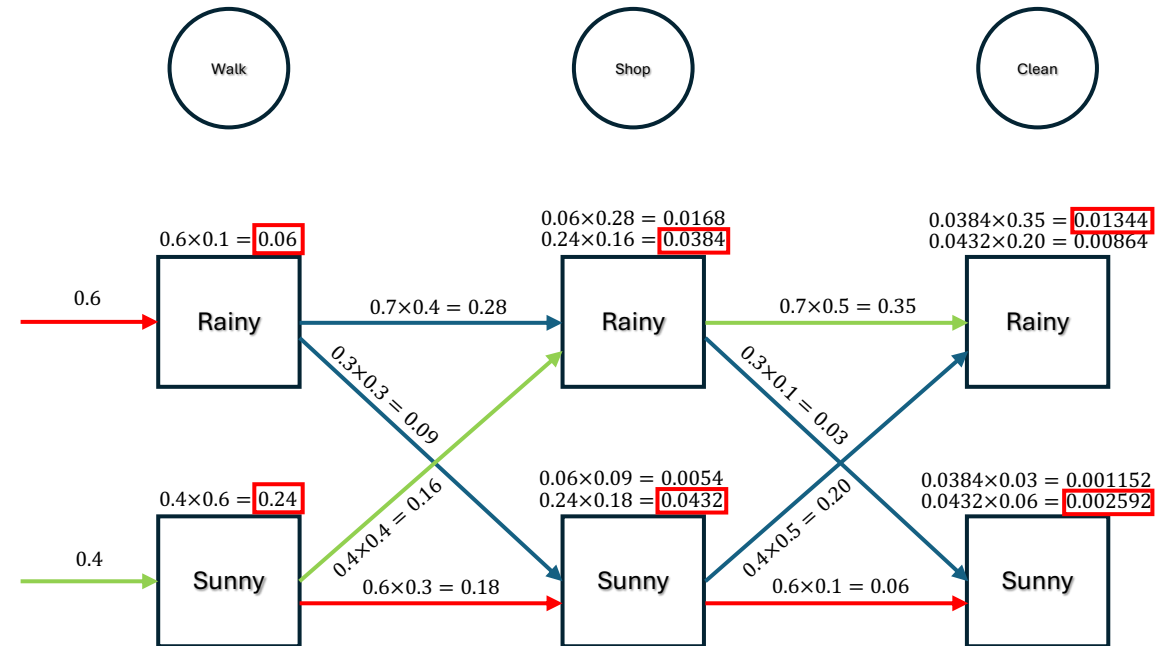 Walk
Shop
Clean
0.6×0.1 = 0.06
0.06×0.28 = 0.0168
0.24×0.16 = 0.0384
0.0384×0.35 = 0.01344
0.0432×0.20 = 0.00864
0.6
Rainy
0.7×0.4 = 0.28
Rainy
0.7×0.5 = 0.35
Rainy
0.3×0.3 = 0.09
0.3×0.1 = 0.03
0.4×0.6 = 0.24
0.4×0.4 = 0.16
0.06×0.09 = 0.0054
0.24×0.18 = 0.0432
0.4×0.5 = 0.20
0.0384×0.03 = 0.001152
0.0432×0.06 = 0.002592
0.4
Sunny
0.6×0.3 = 0.18
Sunny
0.6×0.1 = 0.06
Sunny